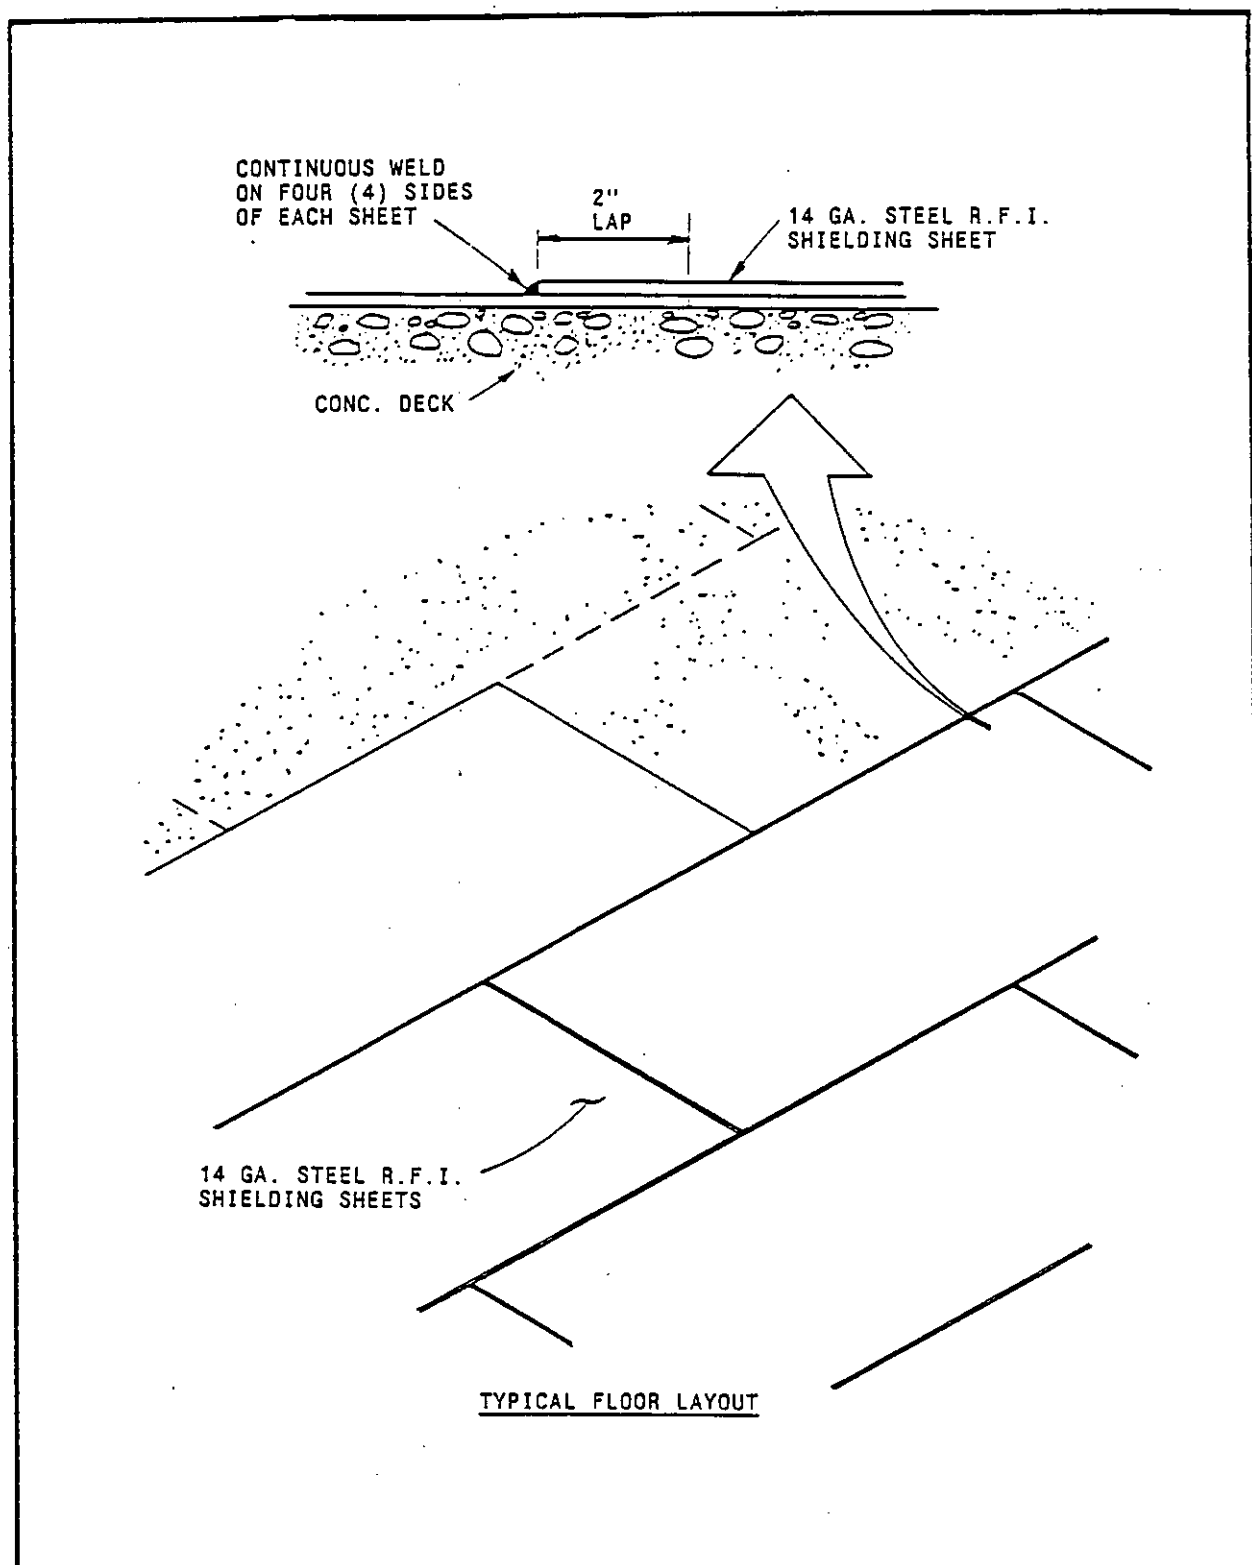 CONTINUOUS WELD
ON FOUR (4) SIDES
OF EACH SHEET
2"
LAP
14 GA. STEEL R.F.I.
SHIELDING SHEET
CONC. DECK
14 GA. STEEL R.F.I.
SHIELDING SHEETS
TYPICAL FLOOR LAYOUT